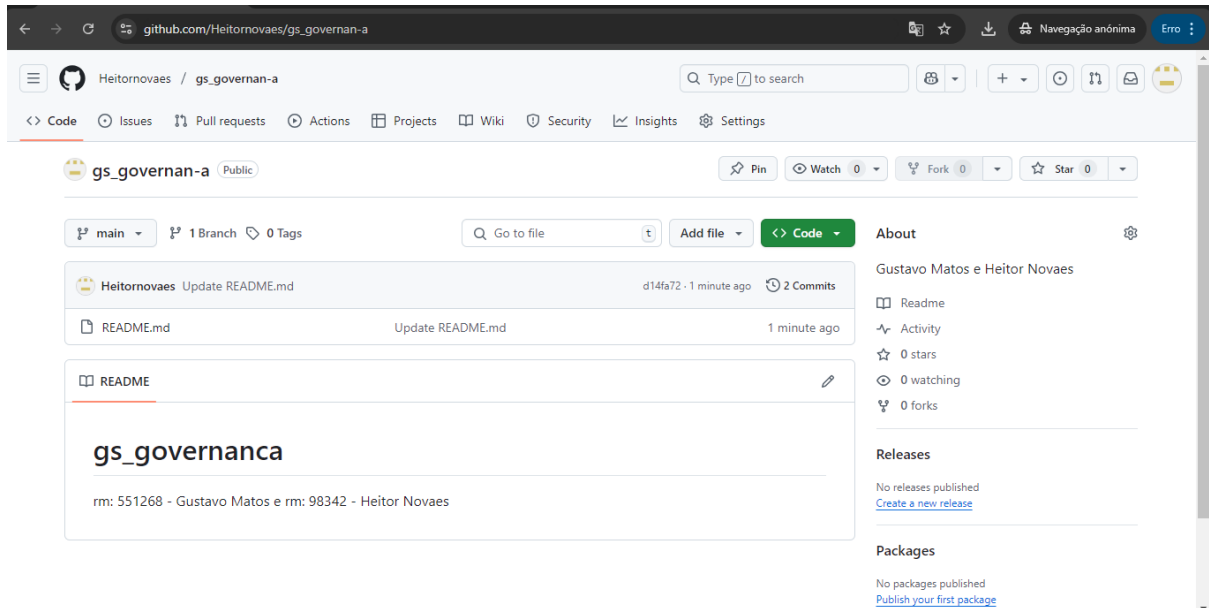 github.com/Heitornovaes/gs_governan-a
Navegação anónima
Erro
Heitornovaes / gs_governan-a
Type / to search
Code
Issues
Pull requests
Actions
Projects
Wiki
Security
Insights
Settings
gs_governan-a Public
Pin
Watch 0
Fork 0
Star 0
main
1 Branch
0 Tags
Go to file t
Add file
Code
Heitornovaes Update README.md d14fa72 · 1 minute ago 2 Commits
README.md Update README.md 1 minute ago
README
gs_governanca
rm: 551268 - Gustavo Matos e rm: 98342 - Heitor Novaes
About
Gustavo Matos e Heitor Novaes
Readme
Activity
0 stars
0 watching
0 forks
Releases
No releases published
Create a new release
Packages
No packages published
Publish your first package